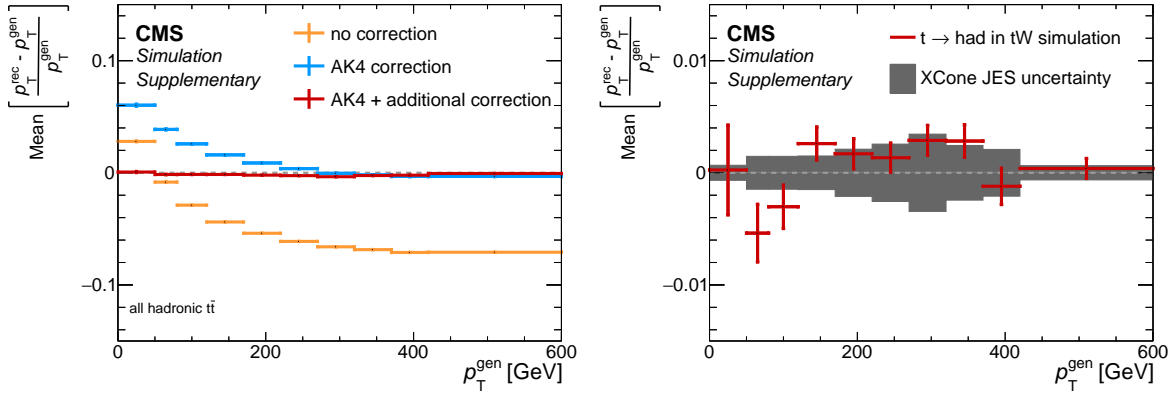 Mean [ p_T^rec - p_T^gen / p_T^gen ]
CMS
Simulation
Supplementary
no correction
AK4 correction
AK4 + additional correction
0.1
0
−0.1
all hadronic tt̄
0 200 400 600
p_T^gen [GeV]
Mean [ p_T^rec - p_T^gen / p_T^gen ]
CMS
Simulation
Supplementary
t → had in tW simulation
XCone JES uncertainty
0.01
0
−0.01
0 200 400 600
p_T^gen [GeV]